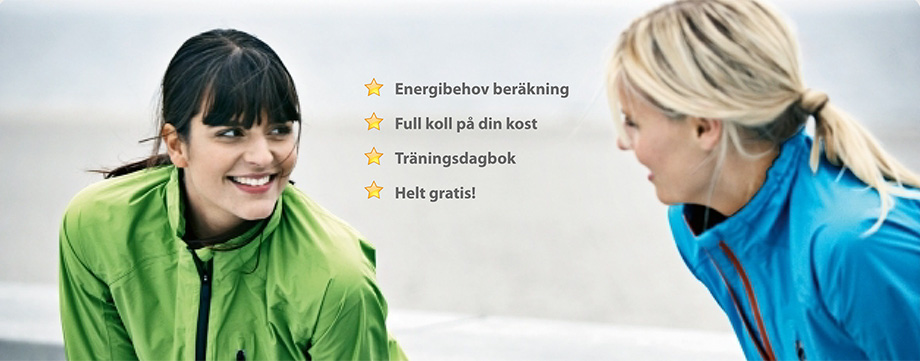 Energibehov beräkning
Full koll på din kost
Träningsdagbok
Helt gratis!